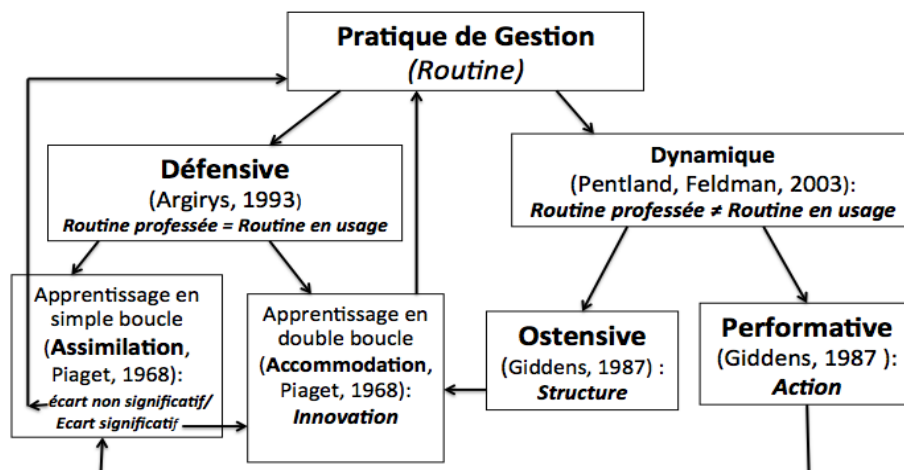 Pratique de Gestion
(Routine)
Défensive
(Argirys, 1993)
Routine professée = Routine en usage
Dynamique
(Pentland, Feldman, 2003):
Routine professée ≠ Routine en usage
Apprentissage en
simple boucle
(Assimilation,
Piaget, 1968):
écart non significatif/
Ecart significatif
Apprentissage en
double boucle
(Accommodation,
Piaget, 1968):
Innovation
Ostensive
(Giddens, 1987) :
Structure
Performative
(Giddens, 1987 ):
Action